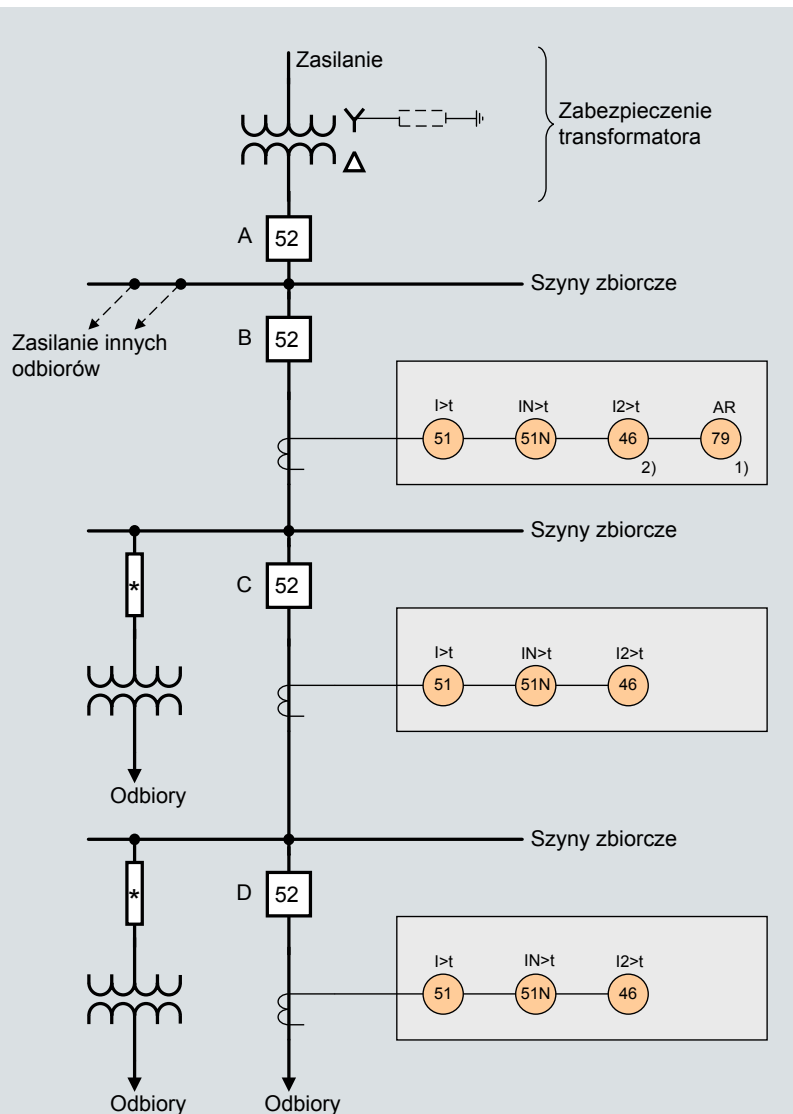 Zasilanie
Zabezpieczenie
transformatora
A 52
Szyny zbiorcze
Zasilanie innych
odbiorów
B 52
I>t IN>t I2>t AR
51 51N 46 79
2) 1)
Szyny zbiorcze
*
C 52
I>t IN>t I2>t
51 51N 46
Odbiory
Szyny zbiorcze
*
D 52
I>t IN>t I2>t
51 51N 46
Odbiory Odbiory